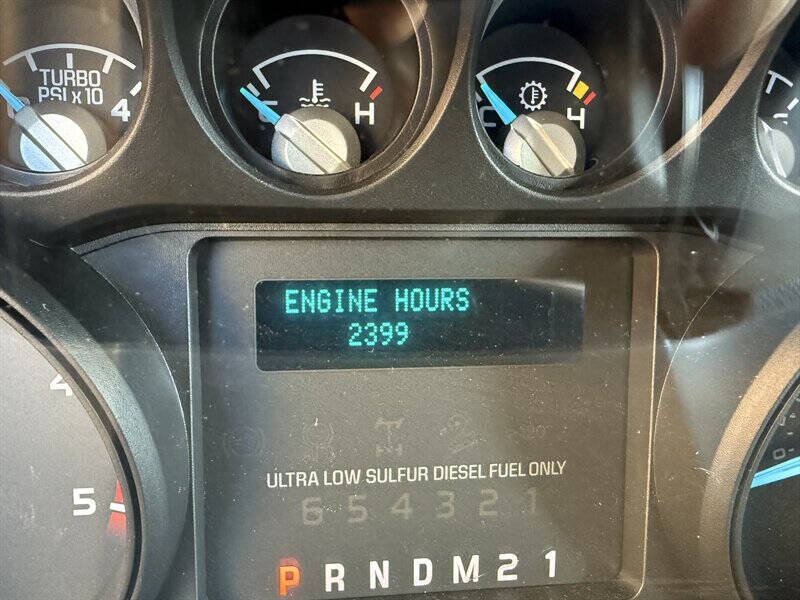 TURBO
PSI x 10
4
C H
C H
ENGINE HOURS
2399
4
5
ULTRA LOW SULFUR DIESEL FUEL ONLY
6 5 4 3 2 1
P R N D M 2 1